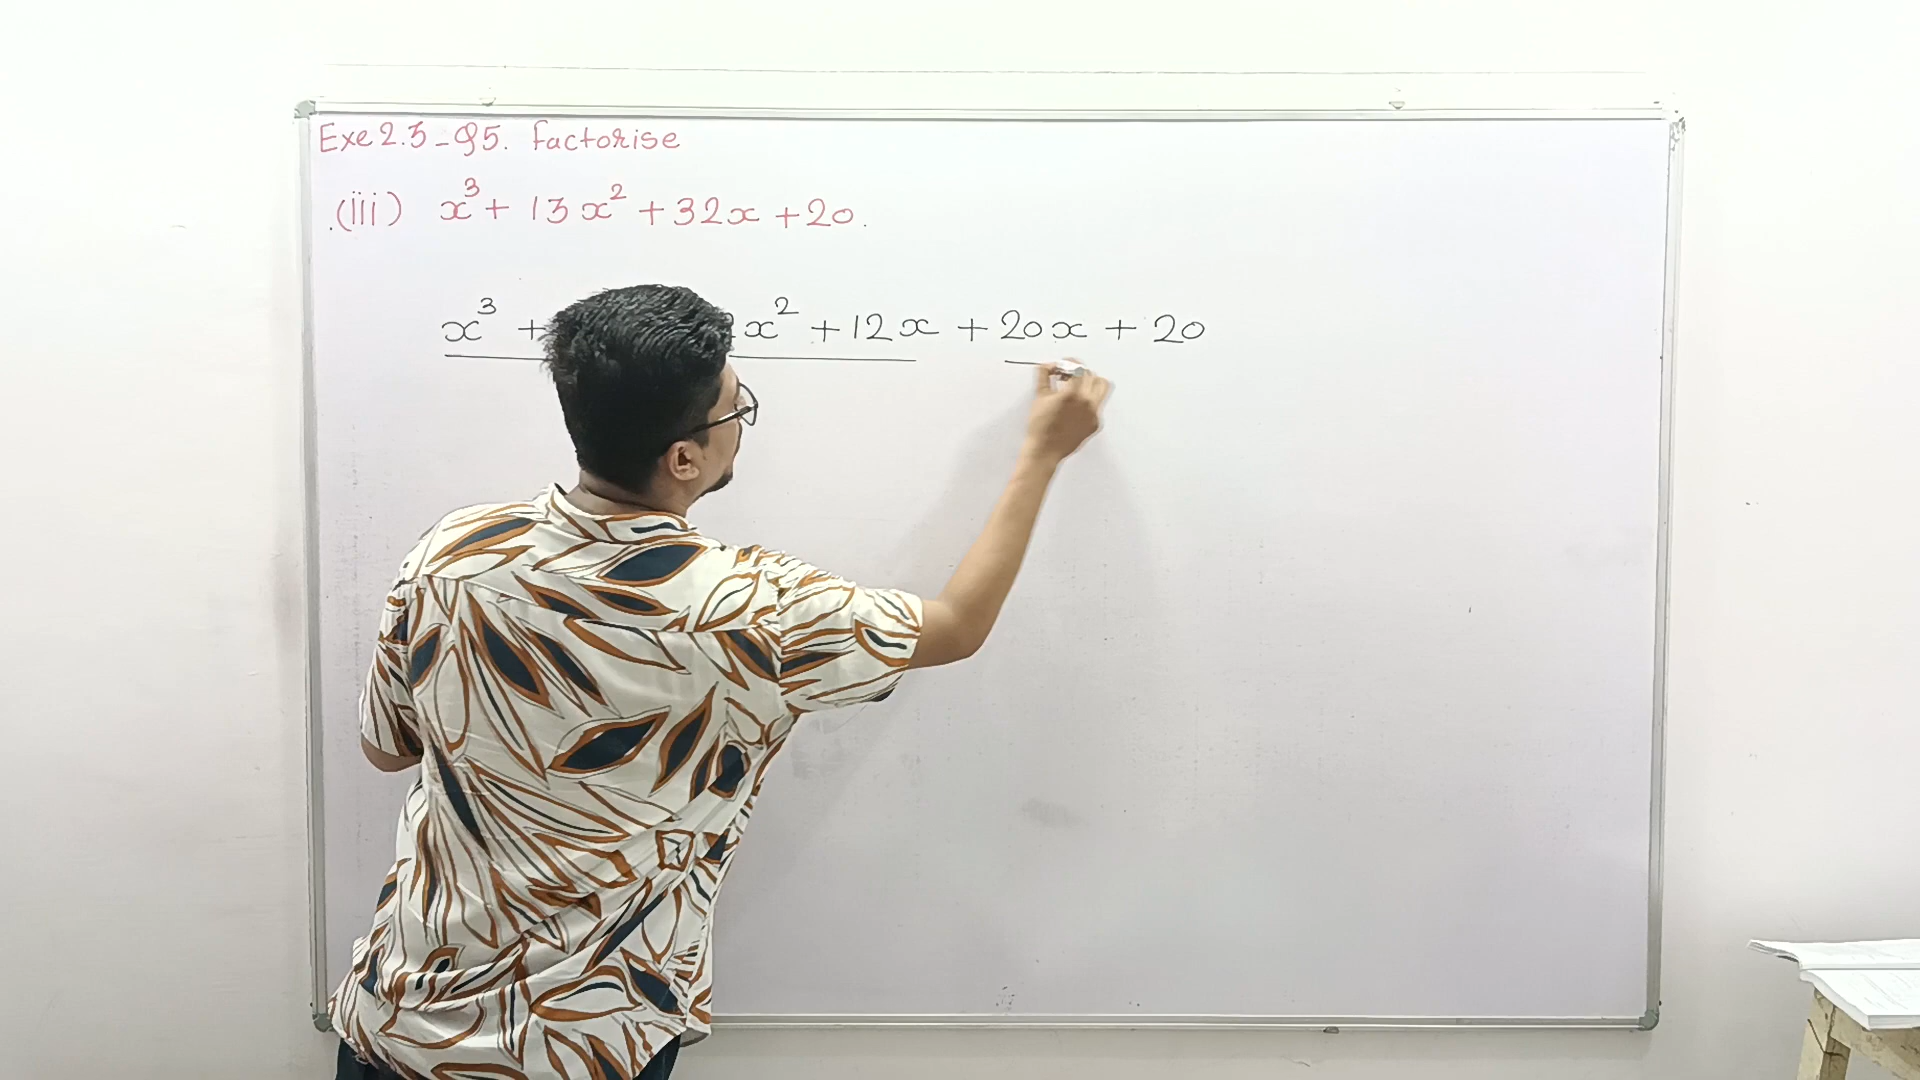 Exe 2.3 - Q5. Factorise
(iii) x³ + 13x² + 32x + 20.
x³ + x² + 12x + 20x + 20